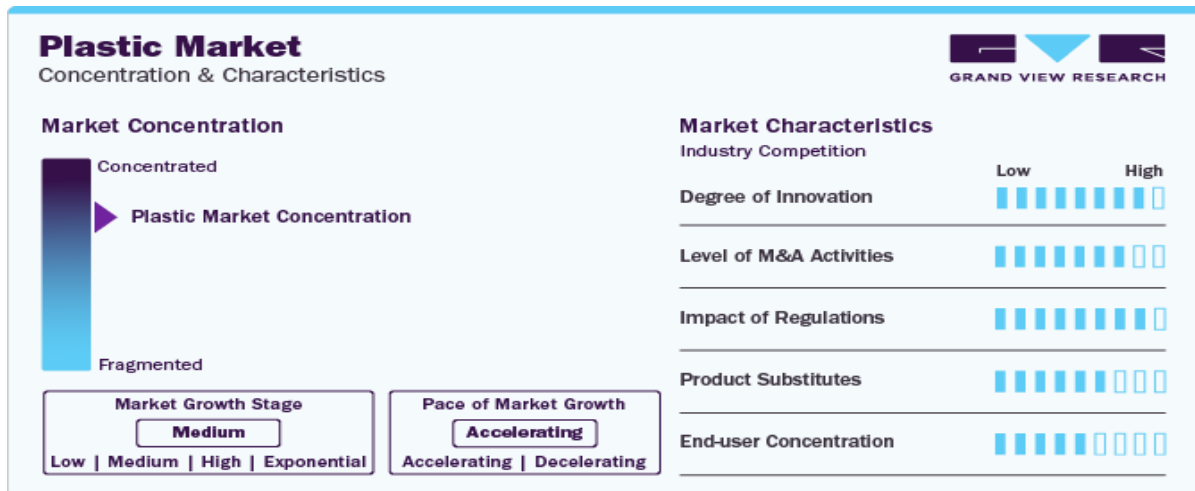 Plastic Market
Concentration & Characteristics
GRAND VIEW RESEARCH
Market Concentration
Concentrated
Plastic Market Concentration
Fragmented
Market Growth Stage
Medium
Low | Medium | High | Exponential
Pace of Market Growth
Accelerating
Accelerating | Decelerating
Market Characteristics
Industry Competition
Low High
Degree of Innovation
Level of M&A Activities
Impact of Regulations
Product Substitutes
End-user Concentration